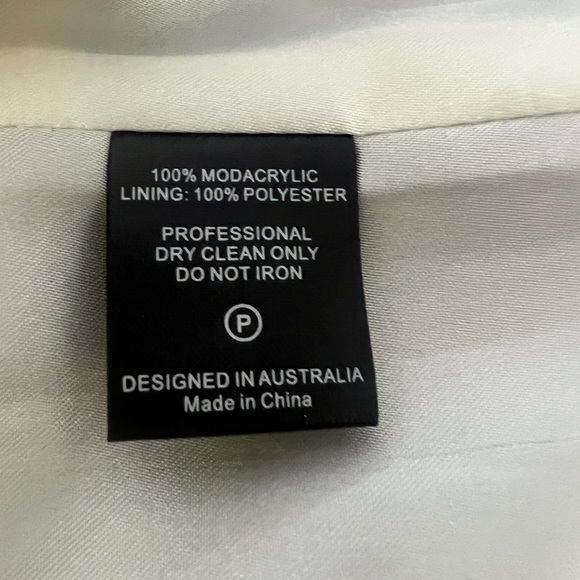 100% MODACRYLIC
LINING: 100% POLYESTER
PROFESSIONAL
DRY CLEAN ONLY
DO NOT IRON
P
DESIGNED IN AUSTRALIA
Made in China